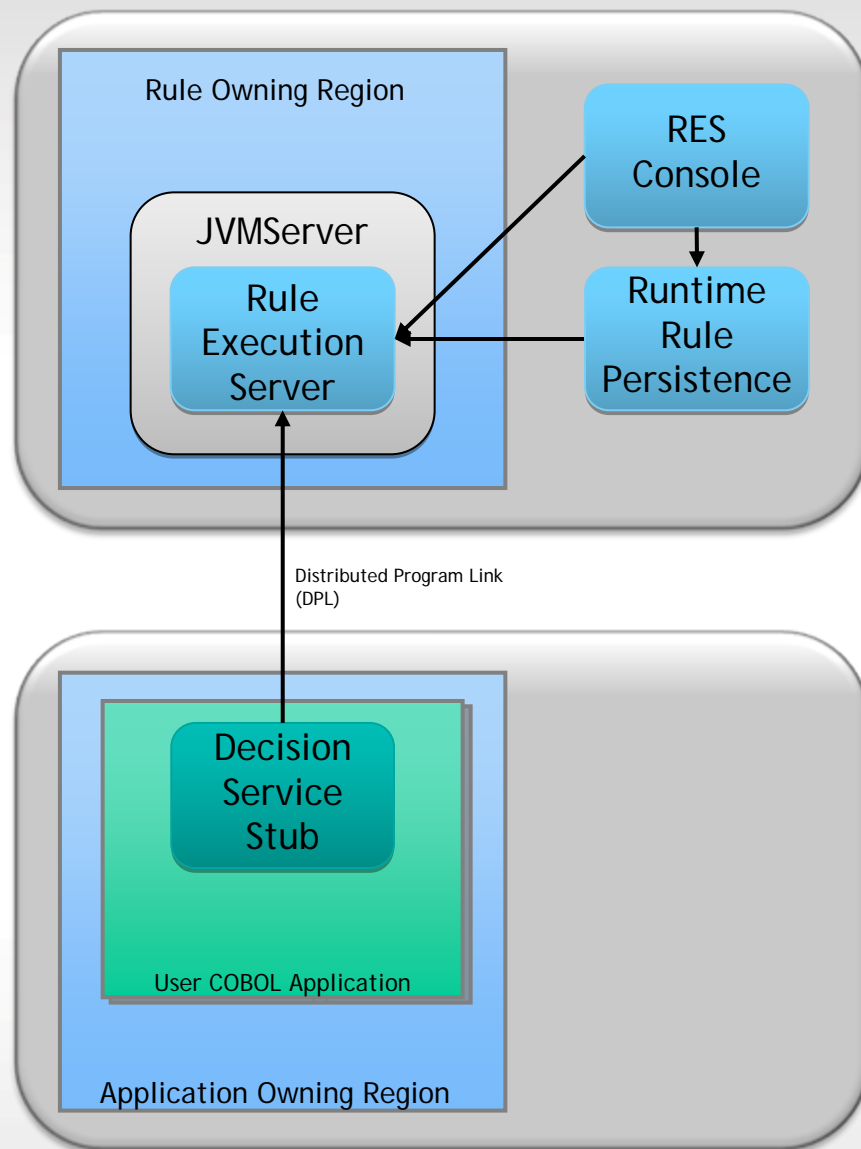 Rule Owning Region
RES
Console
JVMServer
Rule
Execution
Server
Runtime
Rule
Persistence
Distributed Program Link
(DPL)
Decision
Service
Stub
User COBOL Application
Application Owning Region